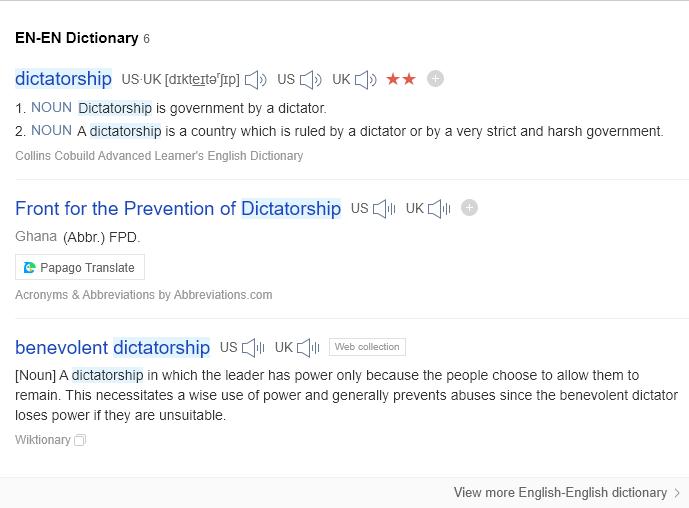 EN-EN Dictionary 6
dictatorship US·UK [dɪkteɪtəʳʃɪp] US UK ★★
1. NOUN Dictatorship is government by a dictator.
2. NOUN A dictatorship is a country which is ruled by a dictator or by a very strict and harsh government.
Collins Cobuild Advanced Learner's English Dictionary
Front for the Prevention of Dictatorship US UK
Ghana (Abbr.) FPD.
Papago Translate
Acronyms & Abbreviations by Abbreviations.com
benevolent dictatorship US UK Web collection
[Noun] A dictatorship in which the leader has power only because the people choose to allow them to
remain. This necessitates a wise use of power and generally prevents abuses since the benevolent dictator
loses power if they are unsuitable.
Wiktionary
View more English-English dictionary >